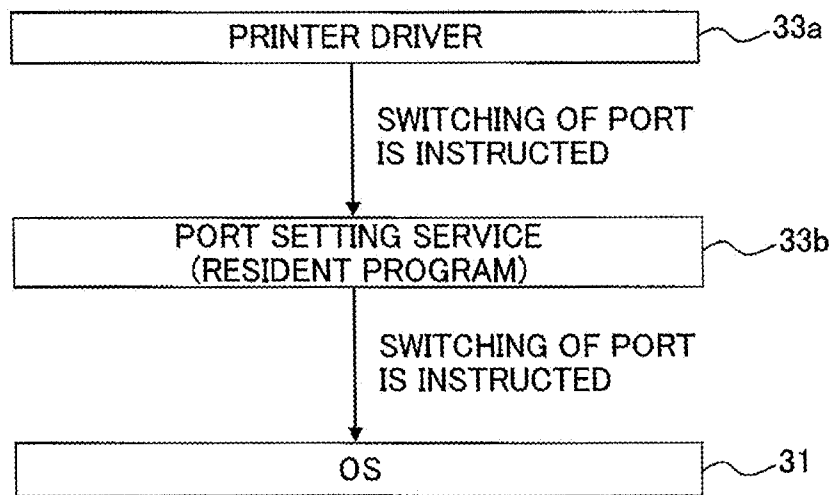 PRINTER DRIVER
33a
SWITCHING OF PORT
IS INSTRUCTED
PORT SETTING SERVICE
(RESIDENT PROGRAM)
33b
SWITCHING OF PORT
IS INSTRUCTED
OS
31